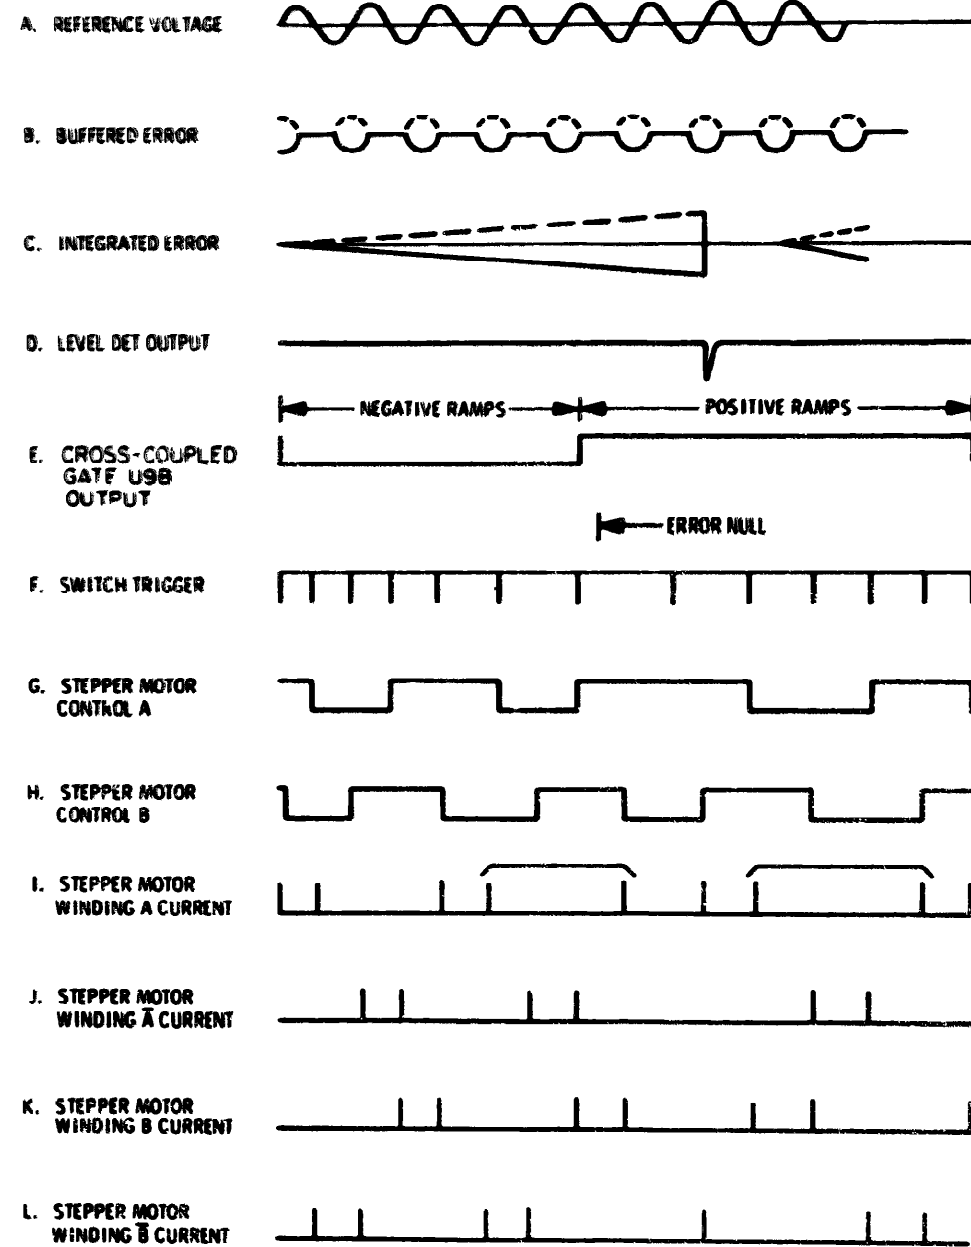 A. REFERENCE VOLTAGE
B. BUFFERED ERROR
C. INTEGRATED ERROR
D. LEVEL DET OUTPUT
NEGATIVE RAMPS
POSITIVE RAMPS
E. CROSS-COUPLED
GATE U9B
OUTPUT
ERROR NULL
F. SWITCH TRIGGER
G. STEPPER MOTOR
CONTROL A
H. STEPPER MOTOR
CONTROL B
I. STEPPER MOTOR
WINDING A CURRENT
J. STEPPER MOTOR
WINDING A̅ CURRENT
K. STEPPER MOTOR
WINDING B CURRENT
L. STEPPER MOTOR
WINDING B̅ CURRENT